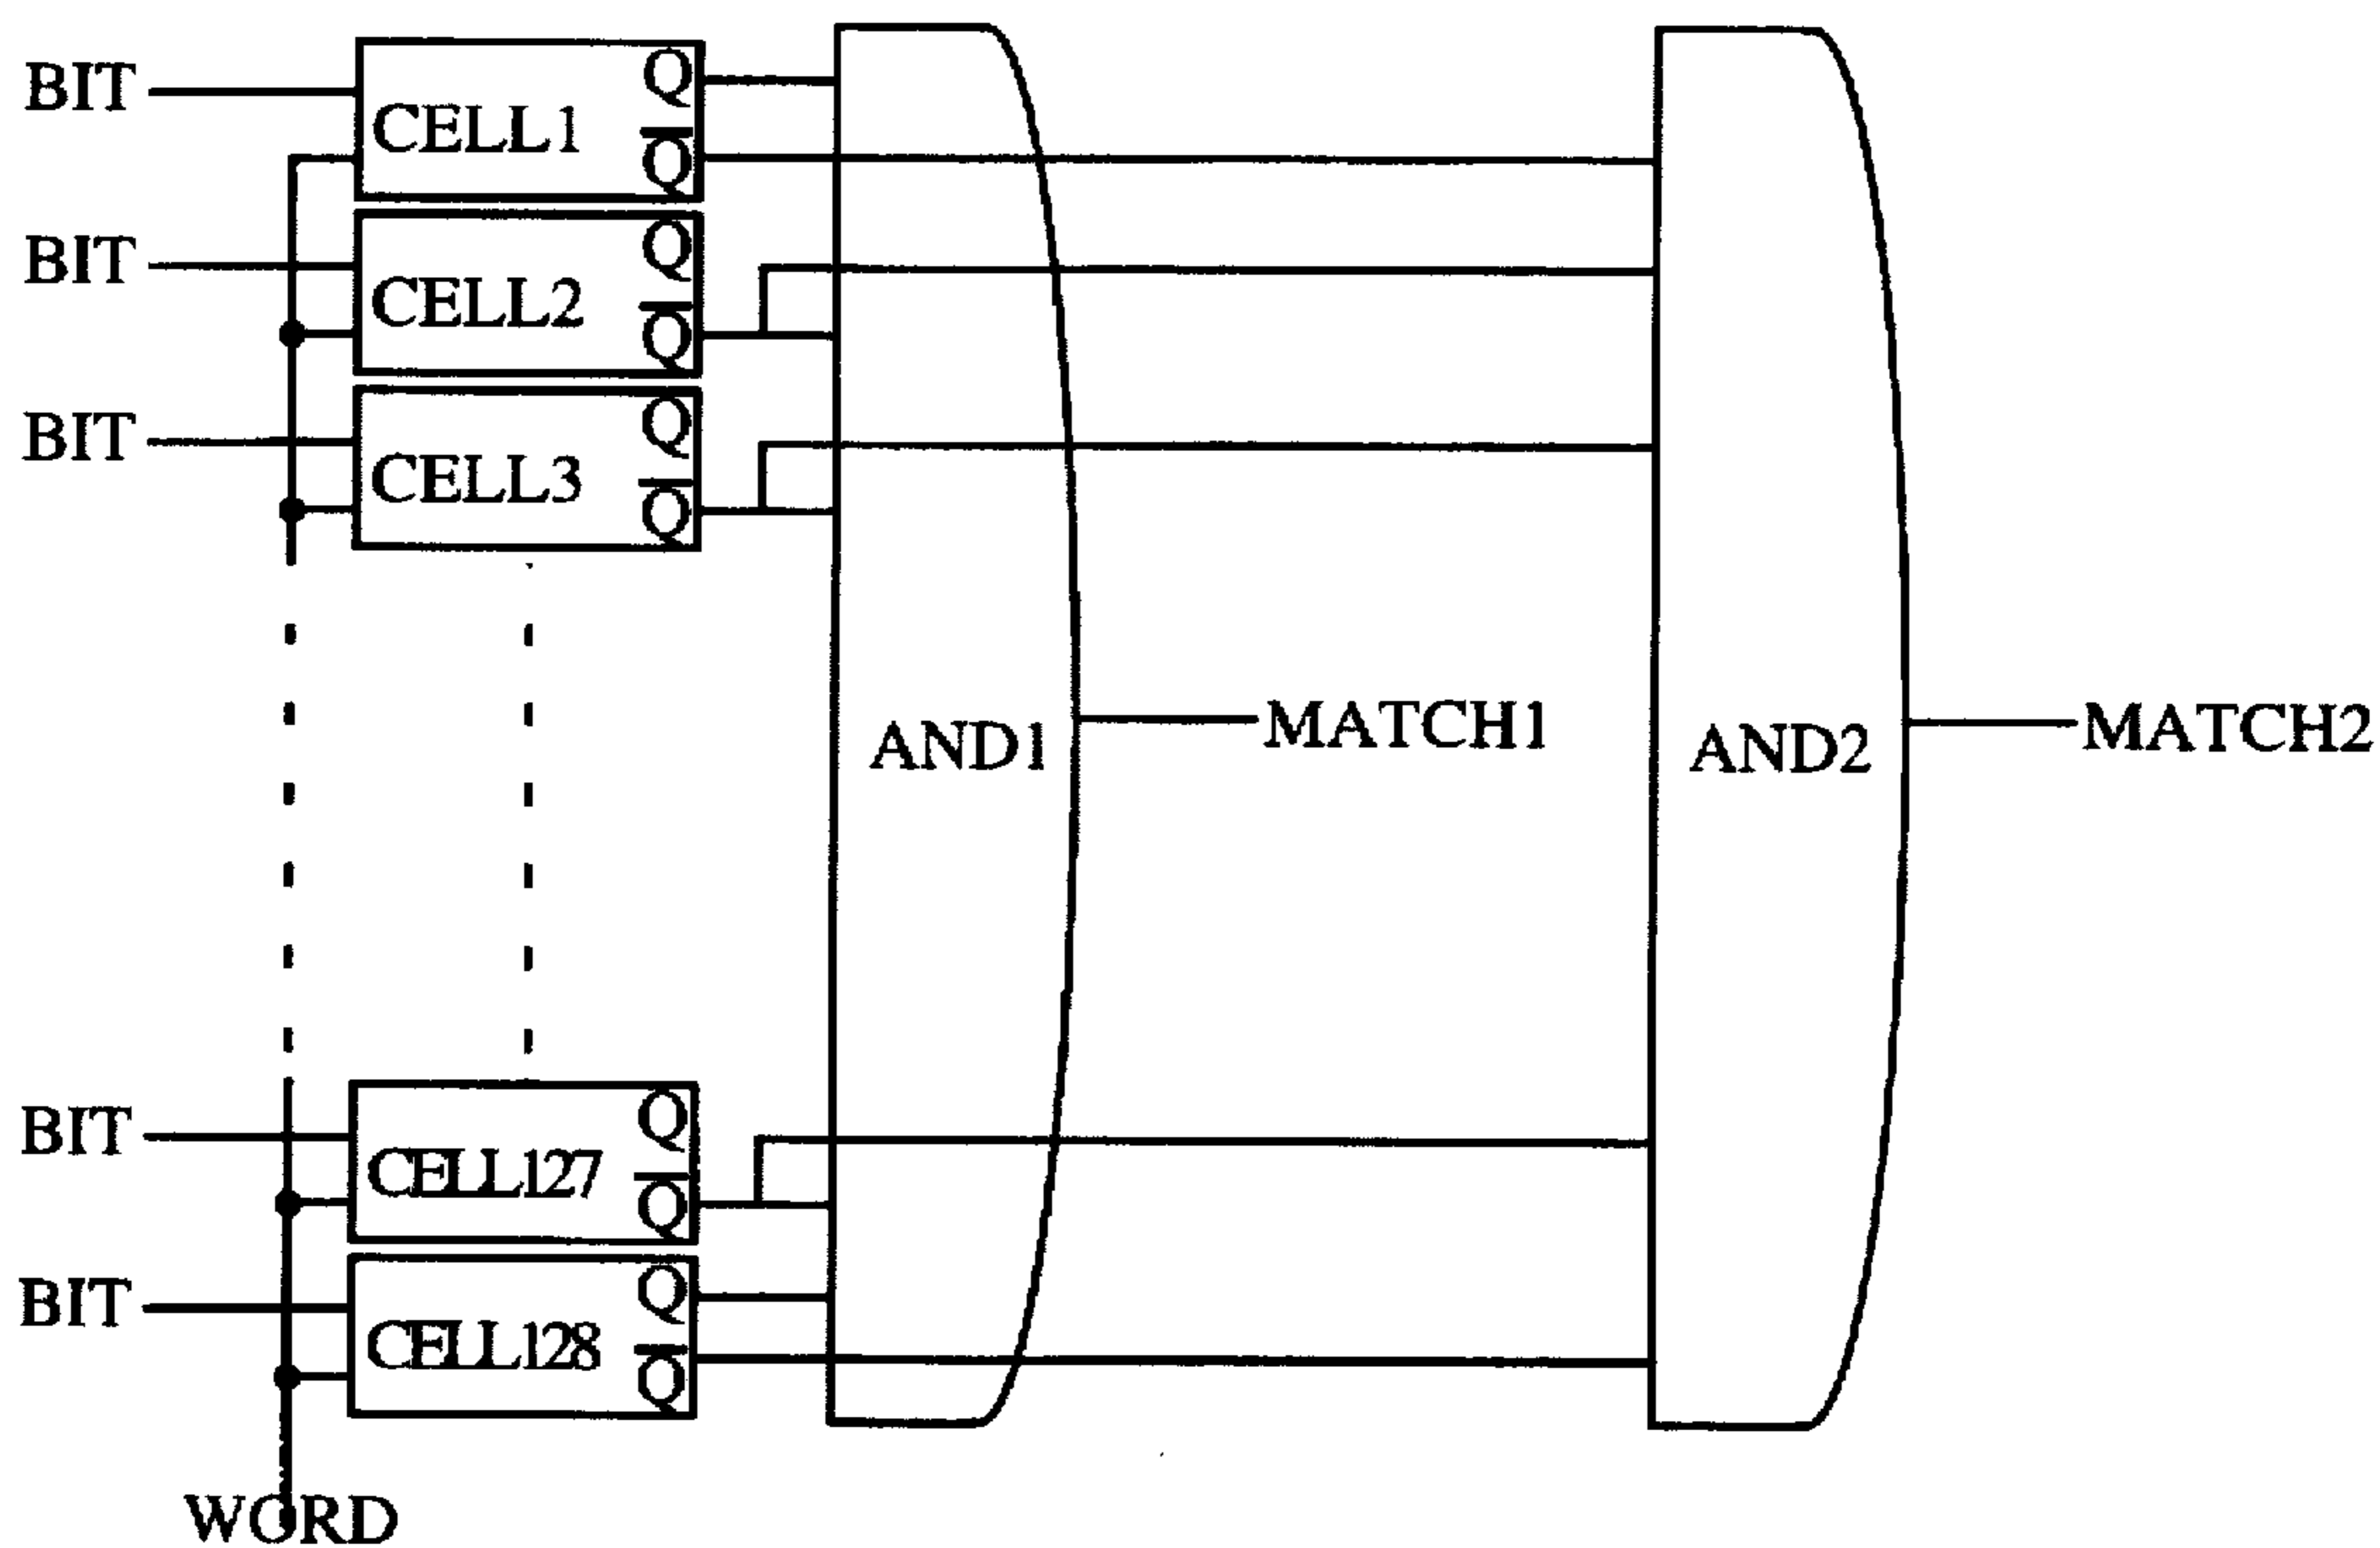 BIT
CELL1
Q
Q̅
BIT
CELL2
Q
Q̅
BIT
CELL3
Q
Q̅
AND1
MATCH1
AND2
MATCH2
BIT
CELL127
Q
Q̅
BIT
CELL128
Q
Q̅
WORD